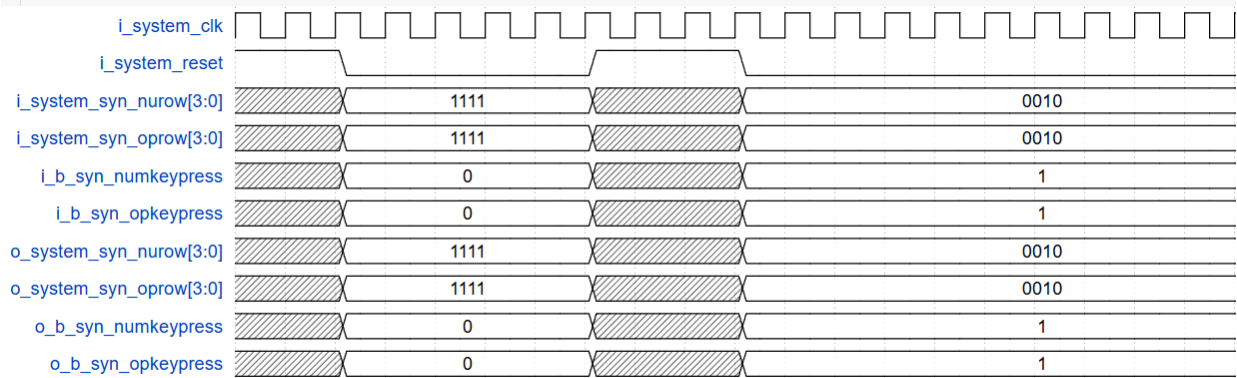 i_system_clk
i_system_reset
i_system_syn_nurow[3:0] 1111 0010
i_system_syn_oprow[3:0] 1111 0010
i_b_syn_numkeypress 0 1
i_b_syn_opkeypress 0 1
o_system_syn_nurow[3:0] 1111 0010
o_system_syn_oprow[3:0] 1111 0010
o_b_syn_numkeypress 0 1
o_b_syn_opkeypress 0 1